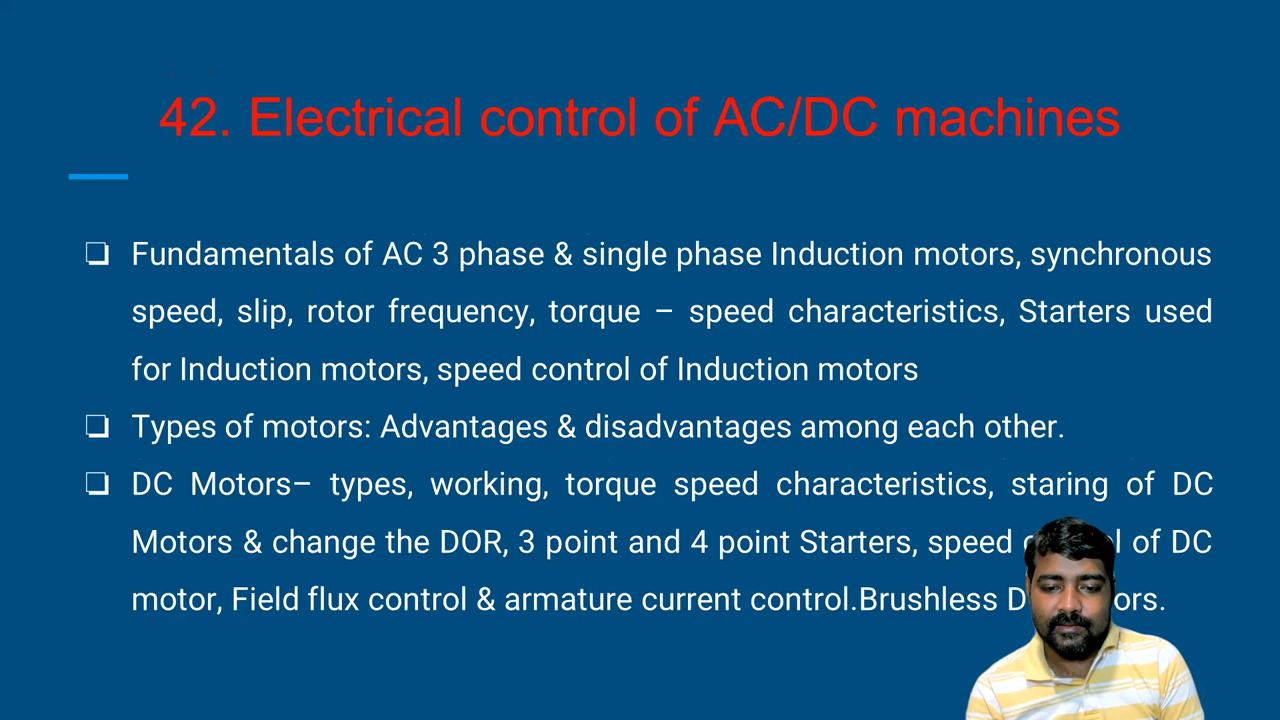 42. Electrical control of AC/DC machines
Fundamentals of AC 3 phase & single phase Induction motors, synchronous
speed, slip, rotor frequency, torque – speed characteristics, Starters used
for Induction motors, speed control of Induction motors
Types of motors: Advantages & disadvantages among each other.
DC Motors– types, working, torque speed characteristics, staring of DC
Motors & change the DOR, 3 point and 4 point Starters, speed of DC
motor, Field flux control & armature current control.Brushless